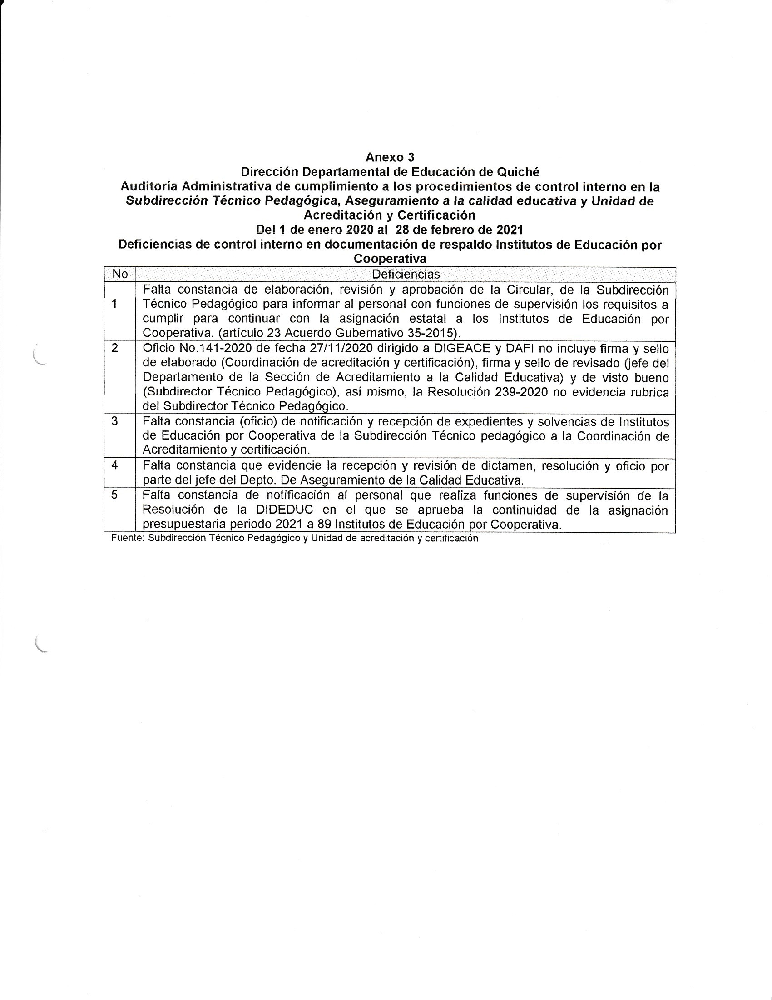 Anexo 3
Dirección Departamental de Educación de Quiché
Auditoría Administrativa de cumplimiento a los procedimientos de control interno en la
Subdirección Técnico Pedagógica, Aseguramiento a la calidad educativa y Unidad de
Acreditación y Certificación
Del 1 de enero 2020 al 28 de febrero de 2021
Deficiencias de control interno en documentación de respaldo Institutos de Educación por
Cooperativa
No Deficiencias
Falta constancia de elaboración, revisión y aprobación de la Circular, de la Subdirección
1 Técnico Pedagógico para informar al personal con funciones de supervisión los requisitos a
cumplir para continuar con la asignación estatal a los Institutos de Educación por
Cooperativa. (artículo 23 Acuerdo Gubernativo 35-2015).
2 Oficio No.141-2020 de fecha 27/11/2020 dirigido a DIGEACE y DAFI no incluye firma y sello
de elaborado (Coordinación de acreditación y certificación), firma y sello de revisado (jefe del
Departamento de la Sección de Acreditamiento a la Calidad Educativa) y de visto bueno
(Subdirector Técnico Pedagógico), así mismo, la Resolución 239-2020 no evidencia rubrica
del Subdirector Técnico Pedagógico.
3 Falta constancia (oficio) de notificación y recepción de expedientes y solvencias de Institutos
de Educación por Cooperativa de la Subdirección Técnico pedagógico a la Coordinación de
Acreditamiento y certificación.
4 Falta constancia que evidencie la recepción y revisión de dictamen, resolución y oficio por
parte del jefe del Depto. De Aseguramiento de la Calidad Educativa.
5 Falta constancia de notificación al personal que realiza funciones de supervisión de la
Resolución de la DIDEDUC en el que se aprueba la continuidad de la asignación
presupuestaria periodo 2021 a 89 Institutos de Educación por Cooperativa.
Fuente: Subdirección Técnico Pedagógico y Unidad de acreditación y certificación